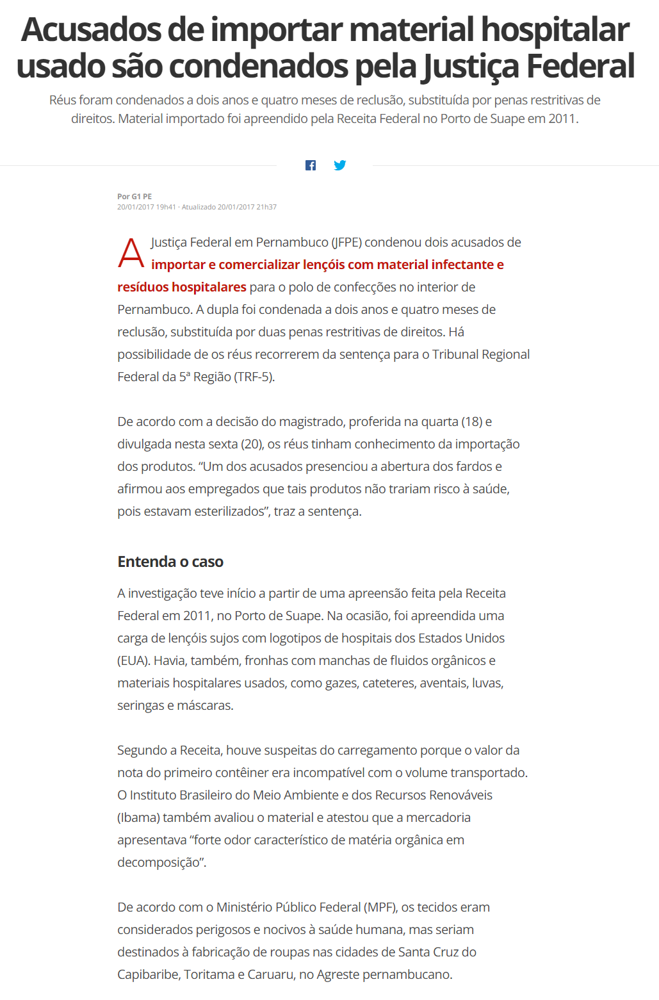 Acusados de importar material hospitalar
usado são condenados pela Justiça Federal
Réus foram condenados a dois anos e quatro meses de reclusão, substituída por penas restritivas de
direitos. Material importado foi apreendido pela Receita Federal no Porto de Suape em 2011.
Por G1 PE
20/01/2017 19h41 · Atualizado 20/01/2017 21h37
A Justiça Federal em Pernambuco (JFPE) condenou dois acusados de
importar e comercializar lençóis com material infectante e
resíduos hospitalares para o polo de confecções no interior de
Pernambuco. A dupla foi condenada a dois anos e quatro meses de
reclusão, substituída por duas penas restritivas de direitos. Há
possibilidade de os réus recorrerem da sentença para o Tribunal Regional
Federal da 5ª Região (TRF-5).
De acordo com a decisão do magistrado, proferida na quarta (18) e
divulgada nesta sexta (20), os réus tinham conhecimento da importação
dos produtos. “Um dos acusados presenciou a abertura dos fardos e
afirmou aos empregados que tais produtos não trariam risco à saúde,
pois estavam esterilizados”, traz a sentença.
Entenda o caso
A investigação teve início a partir de uma apreensão feita pela Receita
Federal em 2011, no Porto de Suape. Na ocasião, foi apreendida uma
carga de lençóis sujos com logotipos de hospitais dos Estados Unidos
(EUA). Havia, também, fronhas com manchas de fluidos orgânicos e
materiais hospitalares usados, como gazes, cateteres, aventais, luvas,
seringas e máscaras.
Segundo a Receita, houve suspeitas do carregamento porque o valor da
nota do primeiro contêiner era incompatível com o volume transportado.
O Instituto Brasileiro do Meio Ambiente e dos Recursos Renováveis
(Ibama) também avaliou o material e atestou que a mercadoria
apresentava “forte odor característico de matéria orgânica em
decomposição”.
De acordo com o Ministério Público Federal (MPF), os tecidos eram
considerados perigosos e nocivos à saúde humana, mas seriam
destinados à fabricação de roupas nas cidades de Santa Cruz do
Capibaribe, Toritama e Caruaru, no Agreste pernambucano.